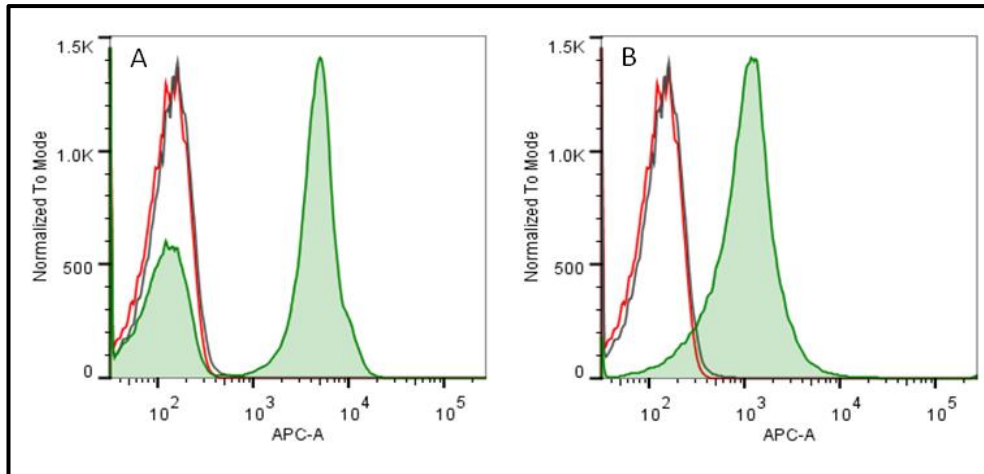 A
Normalized To Mode
1.5K
1.0K
500
0
10^2
10^3
10^4
10^5
APC-A
B
Normalized To Mode
1.5K
1.0K
500
0
10^2
10^3
10^4
10^5
APC-A